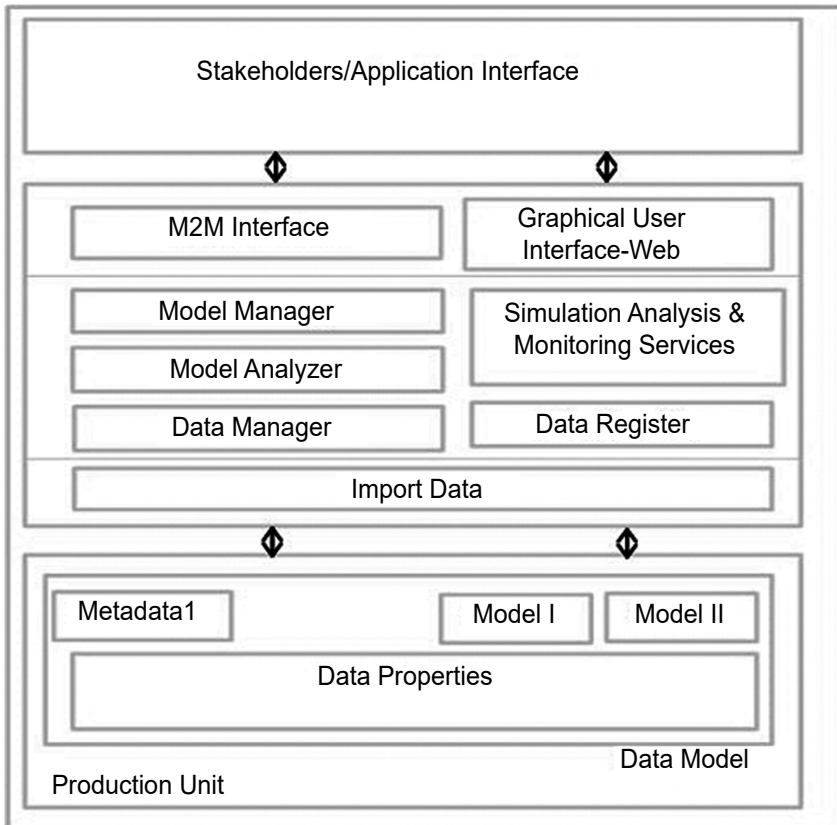 Stakeholders/Application Interface
M2M Interface
Graphical User
Interface-Web
Model Manager
Simulation Analysis &
Monitoring Services
Model Analyzer
Data Manager
Data Register
Import Data
Metadata1
Model I
Model II
Data Properties
Data Model
Production Unit